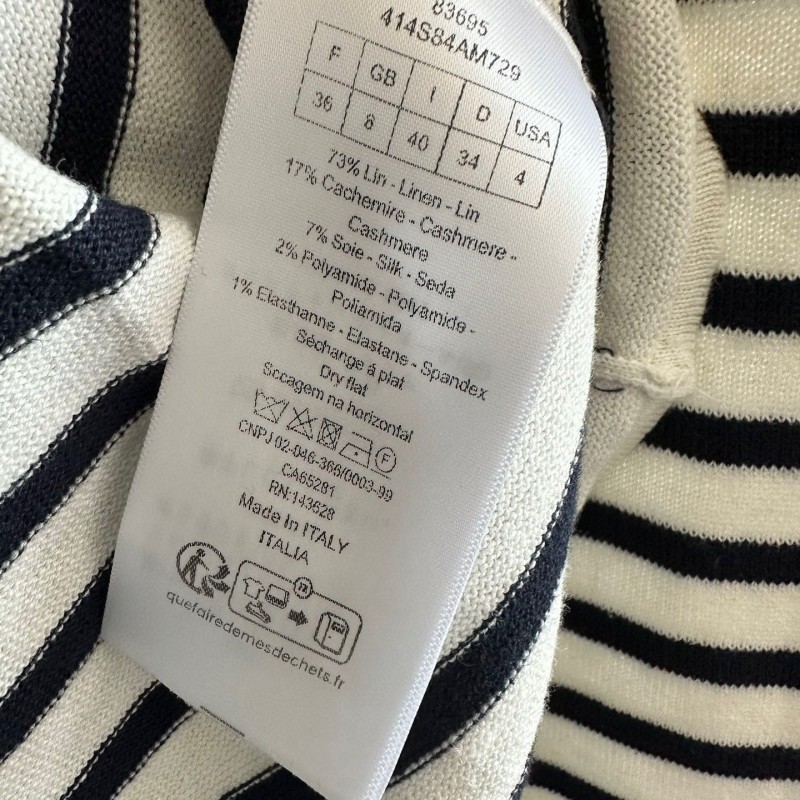 83695
414S84AM729
F GB I D USA
36 8 40 34 4
73% Lin - Linen - Lin
17% Cachemire - Cashmere -
Cashmere
7% Soie - Silk - Seda
2% Polyamide - Polyamide -
Poliamida
1% Elasthanne - Elastane - Spandex
Séchange á plat
Dry flat
Sccagem na horizontal
F
CNPJ 02-046-366/0003-99
CA65281
RN:143628
Made In ITALY
ITALIA
FR
quefairedemesdechets.fr